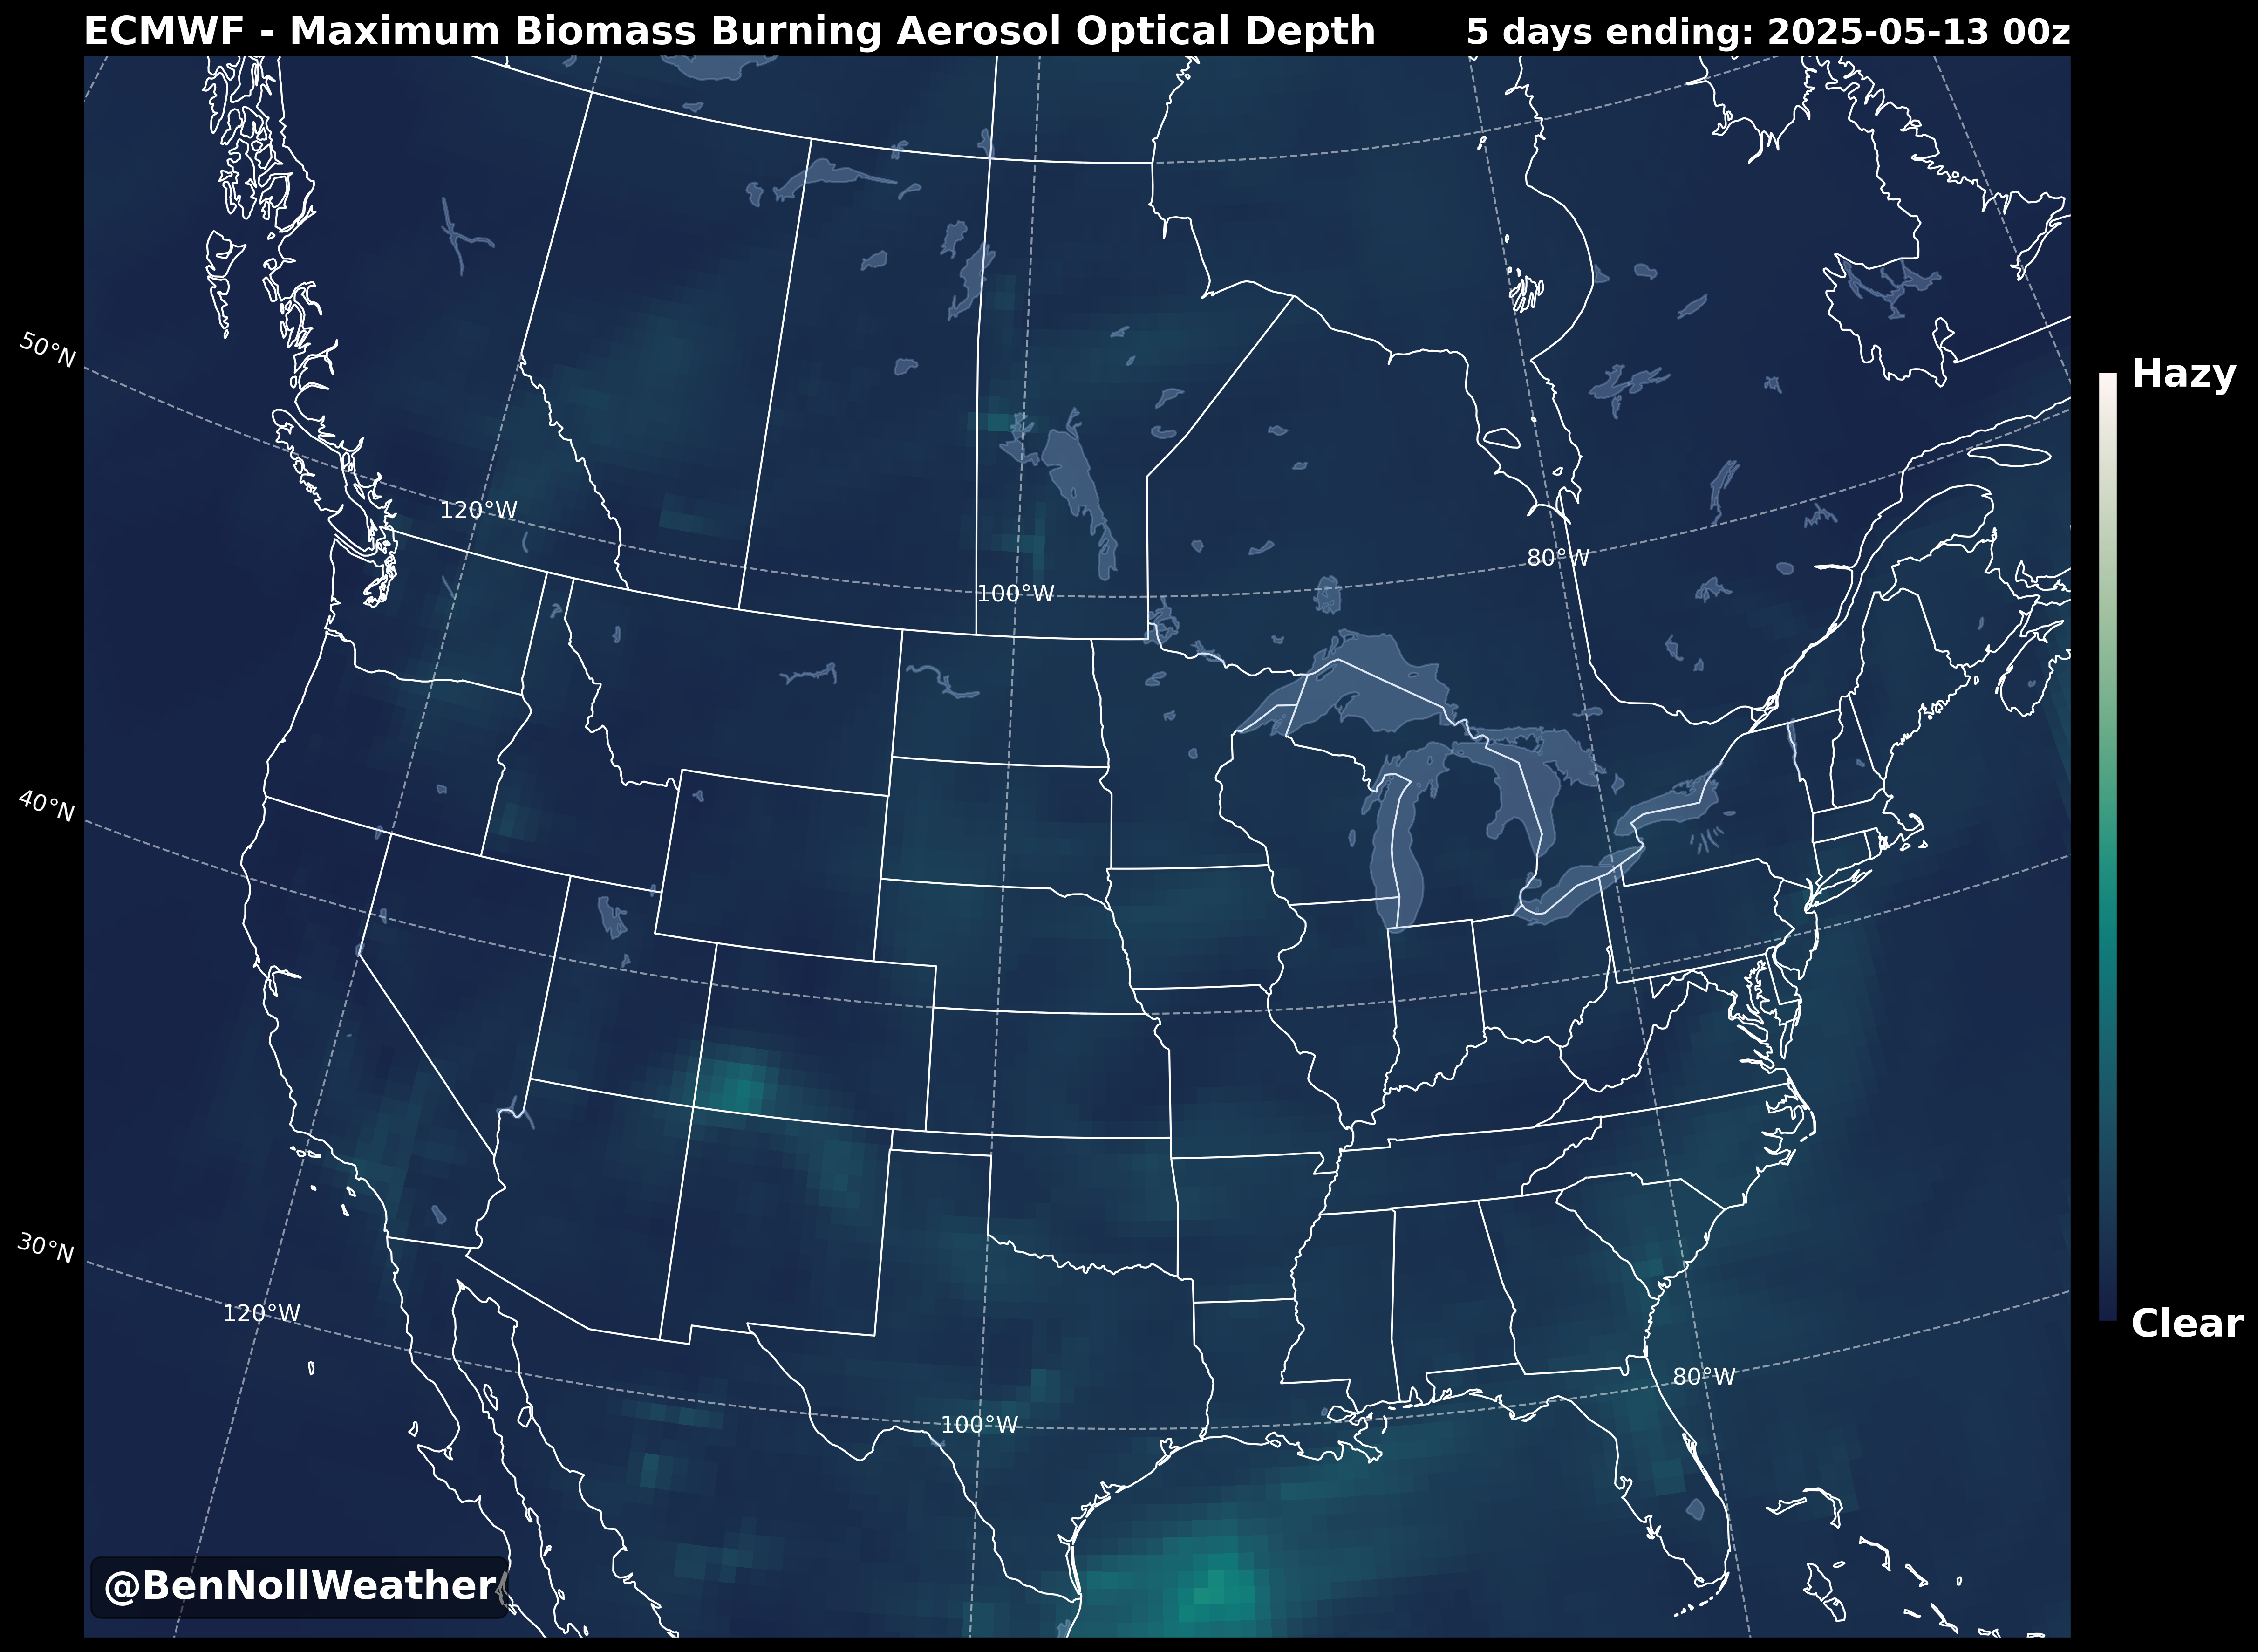 ECMWF - Maximum Biomass Burning Aerosol Optical Depth
5 days ending: 2025-05-13 00z
50°N
Hazy
120°W
80°W
100°W
40°N
30°N
120°W
Clear
80°W
100°W
@BenNollWeather